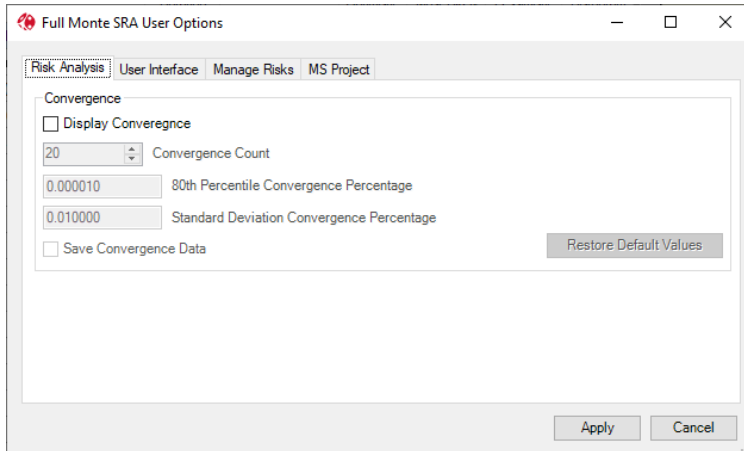 Full Monte SRA User Options
Risk Analysis User Interface Manage Risks MS Project
Convergence
Display Converegnce
20 Convergence Count
0.000010 80th Percentile Convergence Percentage
0.010000 Standard Deviation Convergence Percentage
Save Convergence Data Restore Default Values
Apply Cancel